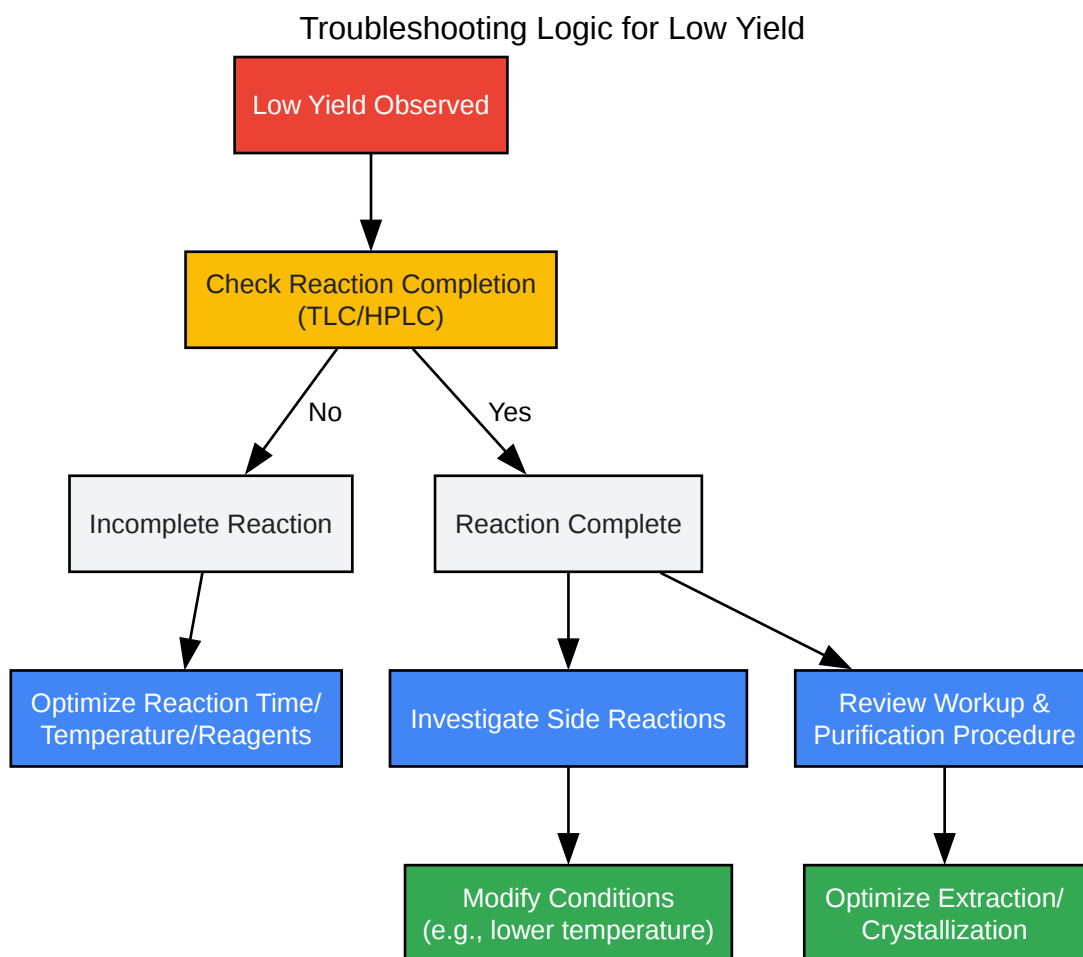 Troubleshooting Logic for Low Yield
Low Yield Observed
Check Reaction Completion
(TLC/HPLC)
No
Yes
Incomplete Reaction
Reaction Complete
Optimize Reaction Time/
Temperature/Reagents
Investigate Side Reactions
Review Workup &
Purification Procedure
Modify Conditions
(e.g., lower temperature)
Optimize Extraction/
Crystallization